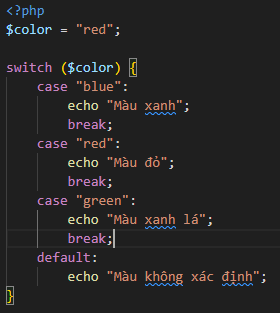 <?php
$color = "red";

switch ($color) {
    case "blue":
        echo "Màu xanh";
        break;
    case "red":
        echo "Màu đỏ";
        break;
    case "green":
        echo "Màu xanh lá";
        break;
    default:
        echo "Màu không xác định";
}